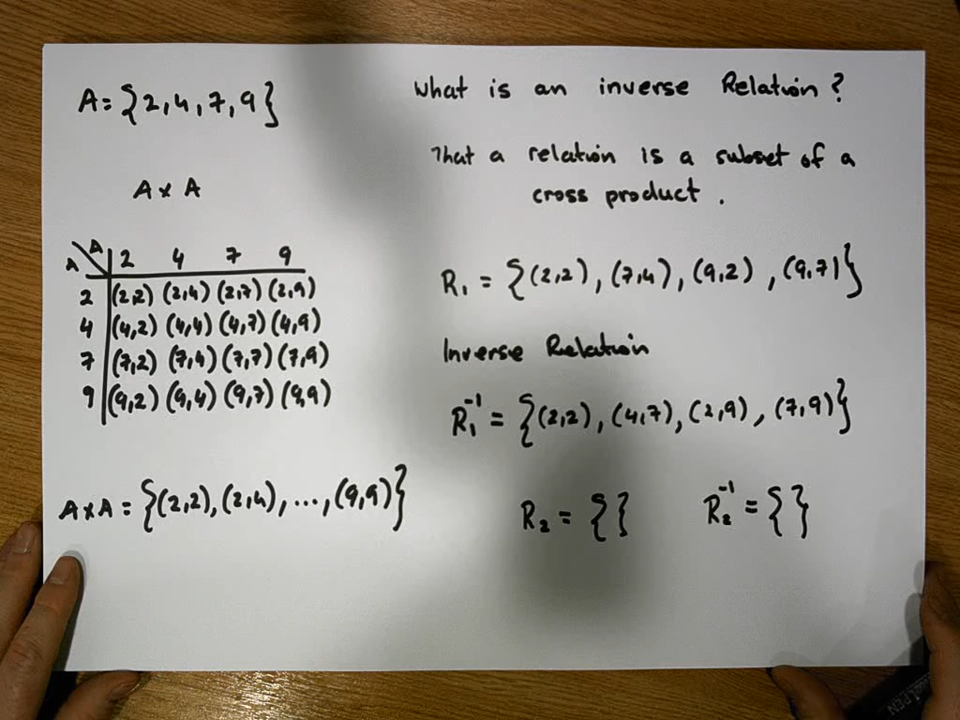 A = {2, 4, 7, 9}
A x A
A A 2 4 7 9
2 (2,2) (2,4) (2,7) (2,9)
4 (4,2) (4,4) (4,7) (4,9)
7 (7,2) (7,4) (7,7) (7,9)
9 (9,2) (9,4) (9,7) (9,9)
A x A = {(2,2), (2,4), ..., (9,9)}
What is an inverse Relation?
That a relation is a subset of a
cross product.
R₁ = {(2,2), (7,4), (9,2), (9,7)}
Inverse Relation
R₁⁻¹ = {(2,2), (4,7), (2,9), (7,9)}
R₂ = {} R₂⁻¹ = {}